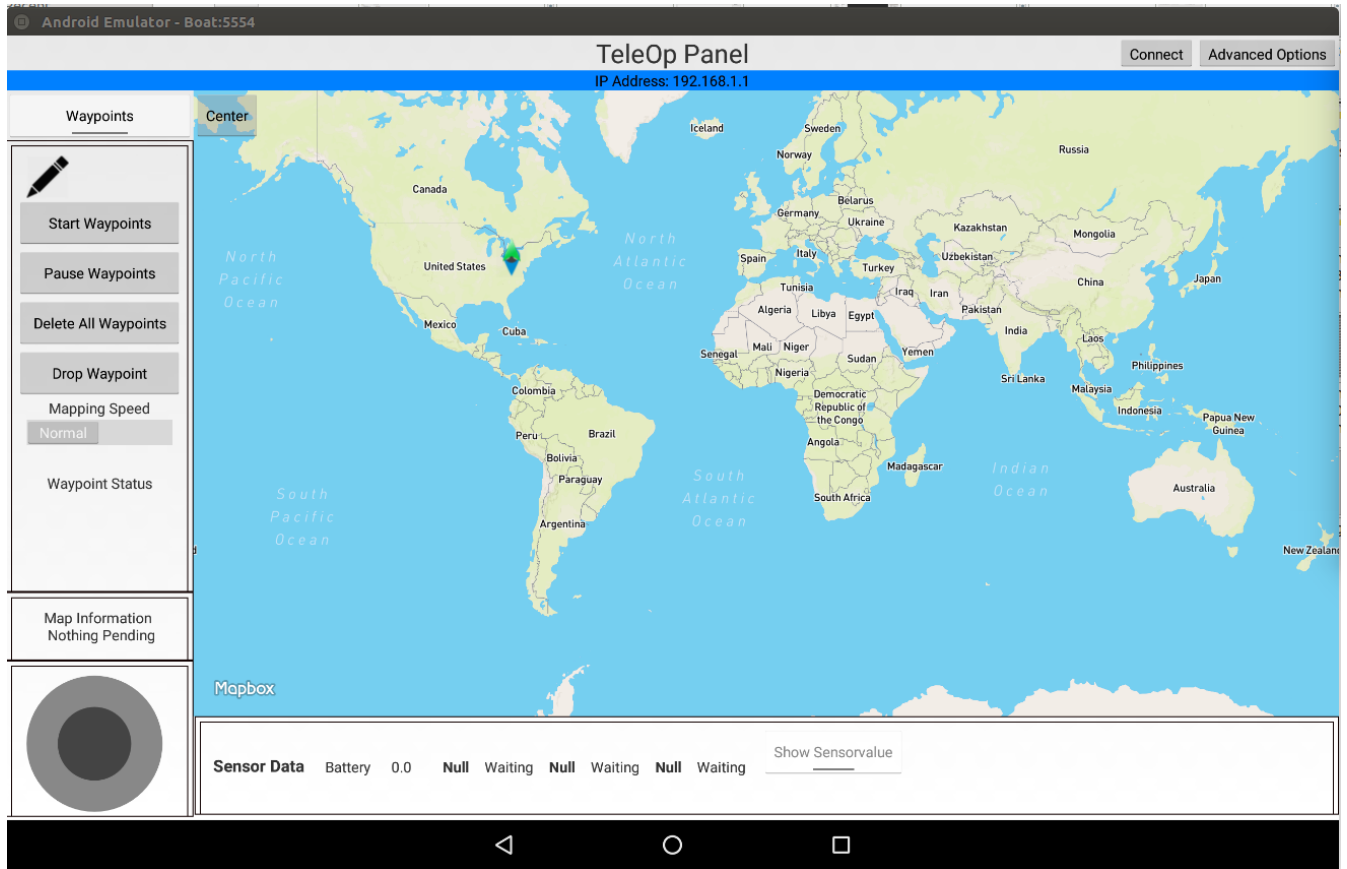 Android Emulator - Boat:5554
TeleOp Panel
Connect
Advanced Options
IP Address: 192.168.1.1
Waypoints
Center
Start Waypoints
Pause Waypoints
Delete All Waypoints
Drop Waypoint
Mapping Speed
Normal
Waypoint Status
Map Information
Nothing Pending
Iceland
Sweden
Norway
Russia
Canada
Belarus
Germany
Ukraine
Kazakhstan
Mongolia
North
Atlantic
Ocean
North
Pacific
Ocean
United States
Spain
Italy
Turkey
Uzbekistan
China
Japan
Tunisia
Iraq
Iran
Pakistan
Algeria
Libya
Egypt
Mexico
Cuba
India
Laos
Mali
Niger
Senegal
Sudan
Yemen
Nigeria
Philippines
Sri Lanka
Malaysia
Colombia
Democratic
Republic of
the Congo
Indonesia
Papua New
Guinea
Peru
Brazil
Angola
Bolivia
Paraguay
Madagascar
South
Atlantic
Ocean
Indian
Ocean
South
Pacific
Ocean
South Africa
Australia
Argentina
New Zealan
Mapbox
Sensor Data Battery 0.0 Null Waiting Null Waiting Null Waiting
Show Sensorvalue